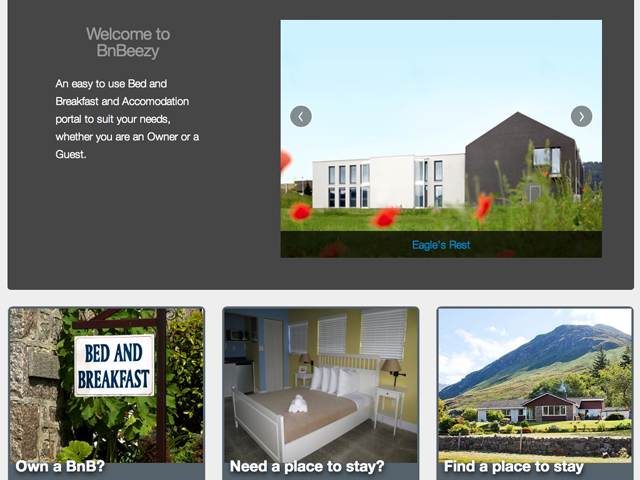 Welcome to
BnBeezy
An easy to use Bed and
Breakfast and Accomodation
portal to suit your needs,
whether you are an Owner or a
Guest.
Eagle's Rest
BED AND
BREAKFAST
Own a BnB?
Need a place to stay?
Find a place to stay